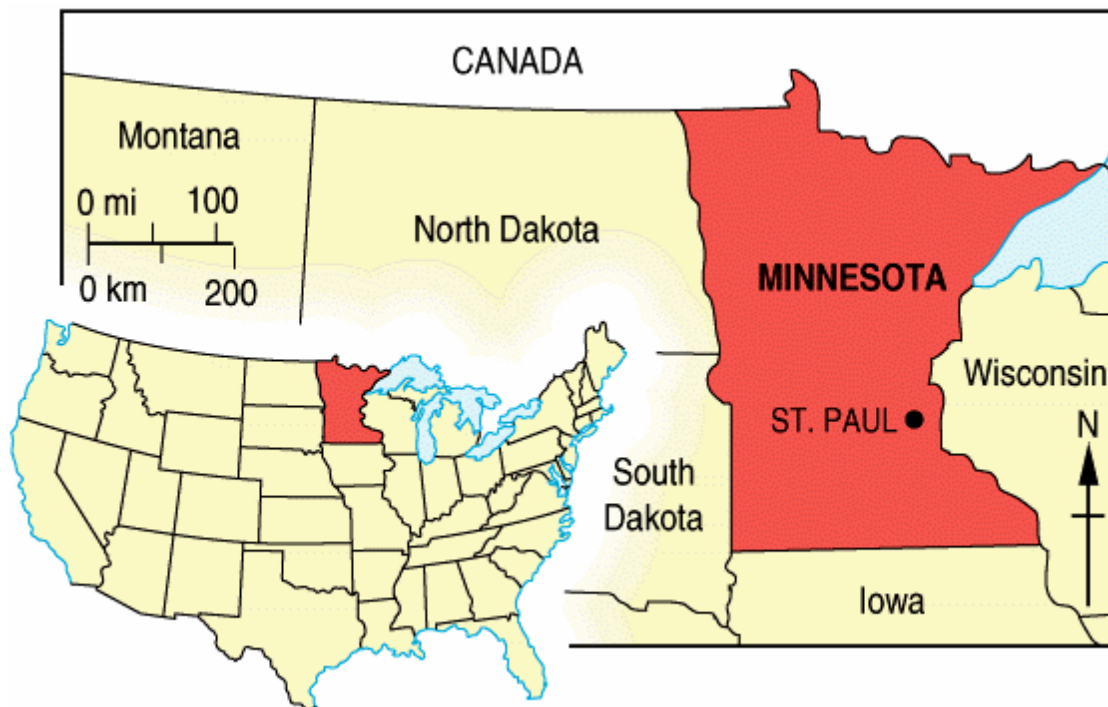 CANADA
Montana
0 mi 100
0 km 200
North Dakota
MINNESOTA
Wisconsin
ST. PAUL
N
South
Dakota
Iowa